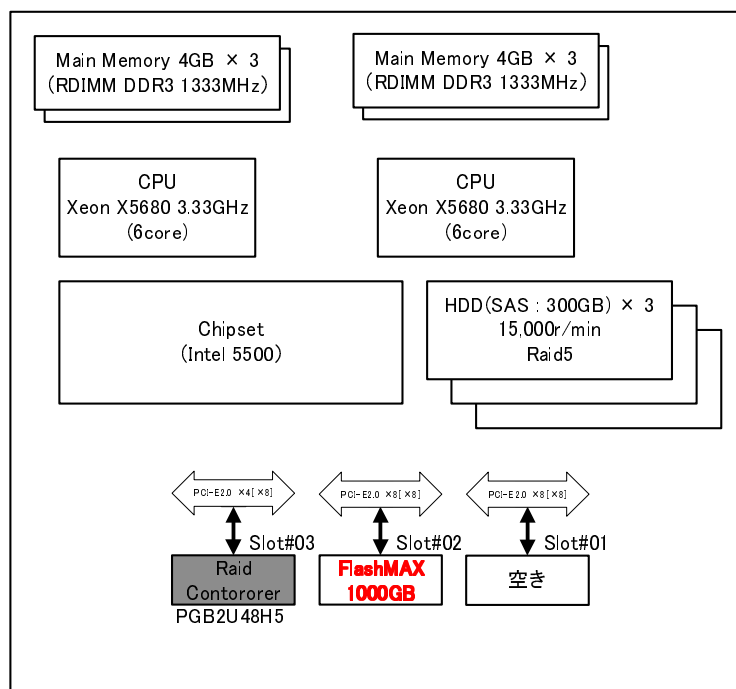 Main Memory 4GB × 3
(RDIMM DDR3 1333MHz)
Main Memory 4GB × 3
(RDIMM DDR3 1333MHz)
CPU
Xeon X5680 3.33GHz
(6core)
CPU
Xeon X5680 3.33GHz
(6core)
Chipset
(Intel 5500)
HDD(SAS : 300GB) × 3
15,000r/min
Raid5
PCI-E2.0 ×4[×8]
PCI-E2.0 ×8[×8]
PCI-E2.0 ×8[×8]
Slot#03
Slot#02
Slot#01
Raid
Contororer
FlashMAX
1000GB
空き
PGB2U48H5